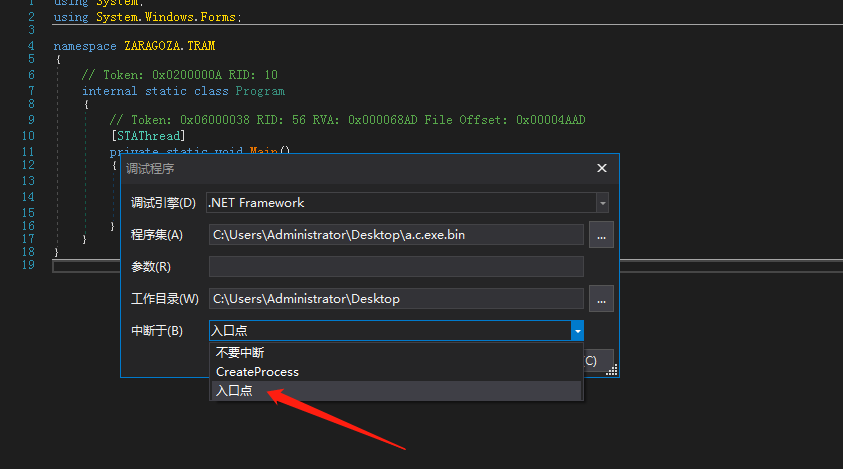 1 using System;
2 using System.Windows.Forms;
3
4 namespace ZARAGOZA.TRAM
5 {
6 // Token: 0x0200000A RID: 10
7 internal static class Program
8 {
9 // Token: 0x06000038 RID: 56 RVA: 0x000068AD File Offset: 0x00004AAD
10 [STAThread]
11 private static void Main()
12 {
13
14
15
16 }
17 }
18 }
19
调试程序
调试引擎(D) .NET Framework
程序集(A) C:\Users\Administrator\Desktop\a.c.exe.bin ...
参数(R)
工作目录(W) C:\Users\Administrator\Desktop ...
中断于(B) 入口点
不要中断
CreateProcess
入口点
C)